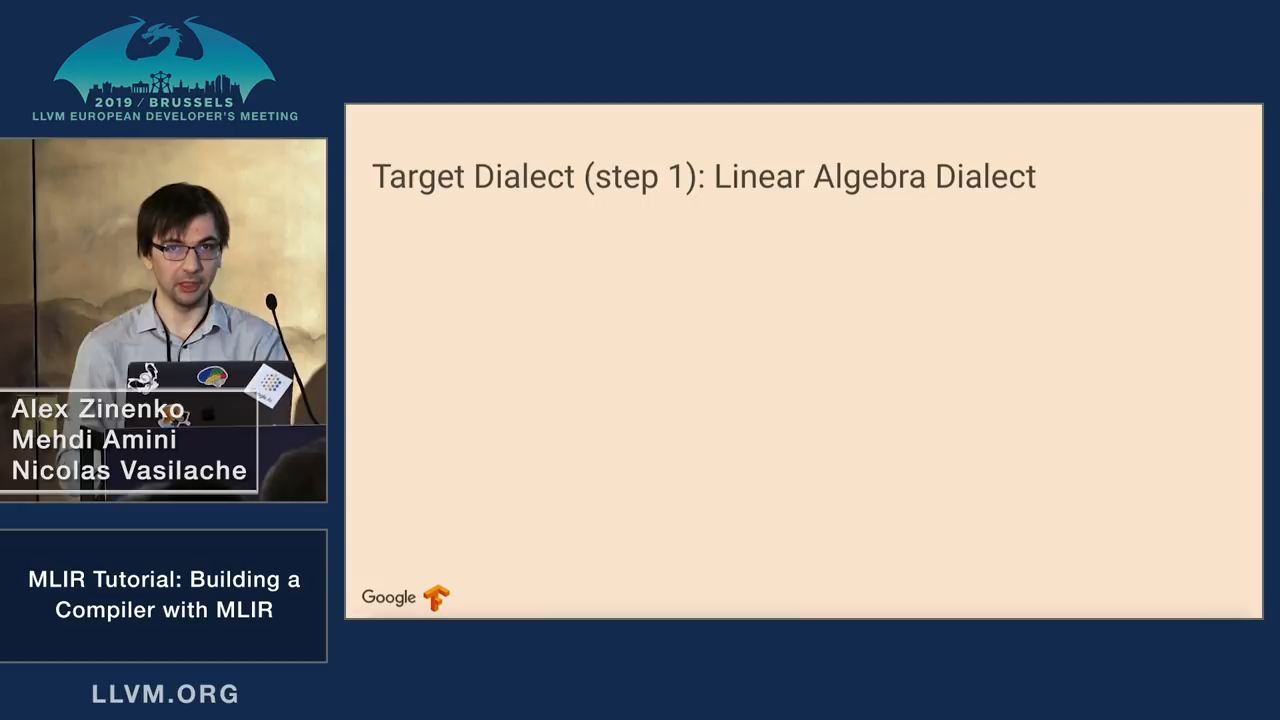 2019 / BRUSSELS
LLVM EUROPEAN DEVELOPER'S MEETING
Target Dialect (step 1): Linear Algebra Dialect
Alex Zinenko
Mehdi Amini
Nicolas Vasilache
MLIR Tutorial: Building a
Compiler with MLIR
Google
LLVM.ORG